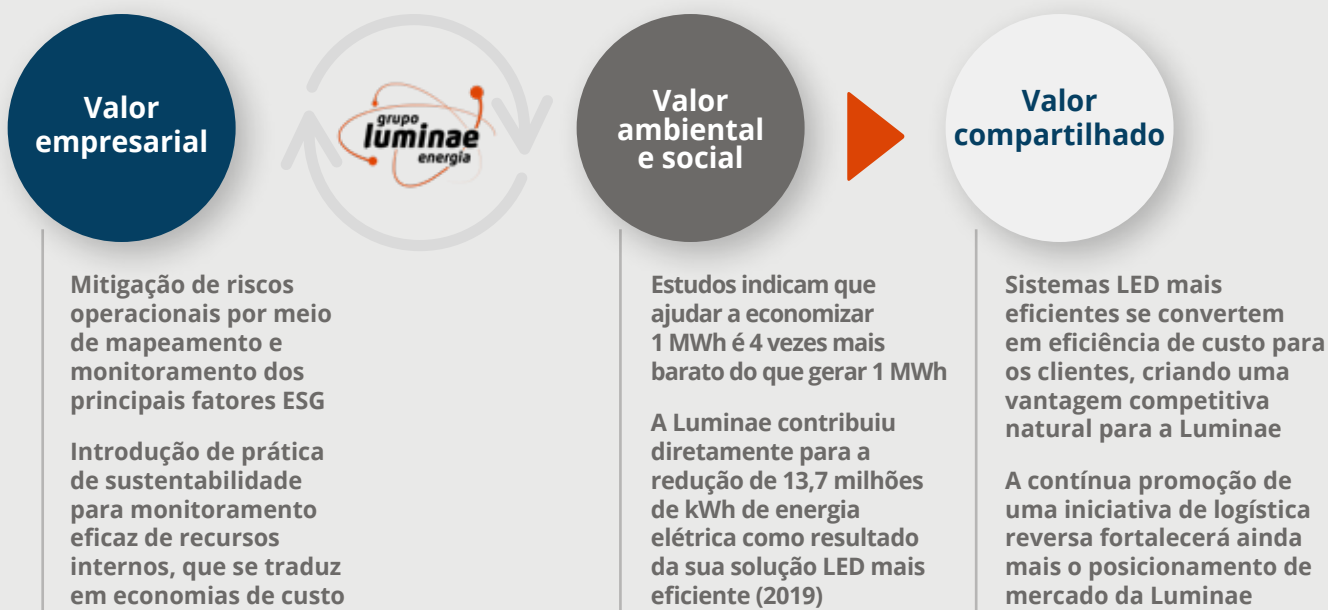 Valor
empresarial
grupo
luminae
energia
Valor
ambiental
e social
Valor
compartilhado
Mitigação de riscos
operacionais por meio
de mapeamento e
monitoramento dos
principais fatores ESG
Introdução de prática
de sustentabilidade
para monitoramento
eficaz de recursos
internos, que se traduz
em economias de custo
Estudos indicam que
ajudar a economizar
1 MWh é 4 vezes mais
barato do que gerar 1 MWh
A Luminae contribuiu
diretamente para a
redução de 13,7 milhões
de kWh de energia
elétrica como resultado
da sua solução LED mais
eficiente (2019)
Sistemas LED mais
eficientes se convertem
em eficiência de custo para
os clientes, criando uma
vantagem competitiva
natural para a Luminae
A contínua promoção de
uma iniciativa de logística
reversa fortalecerá ainda
mais o posicionamento de
mercado da Luminae